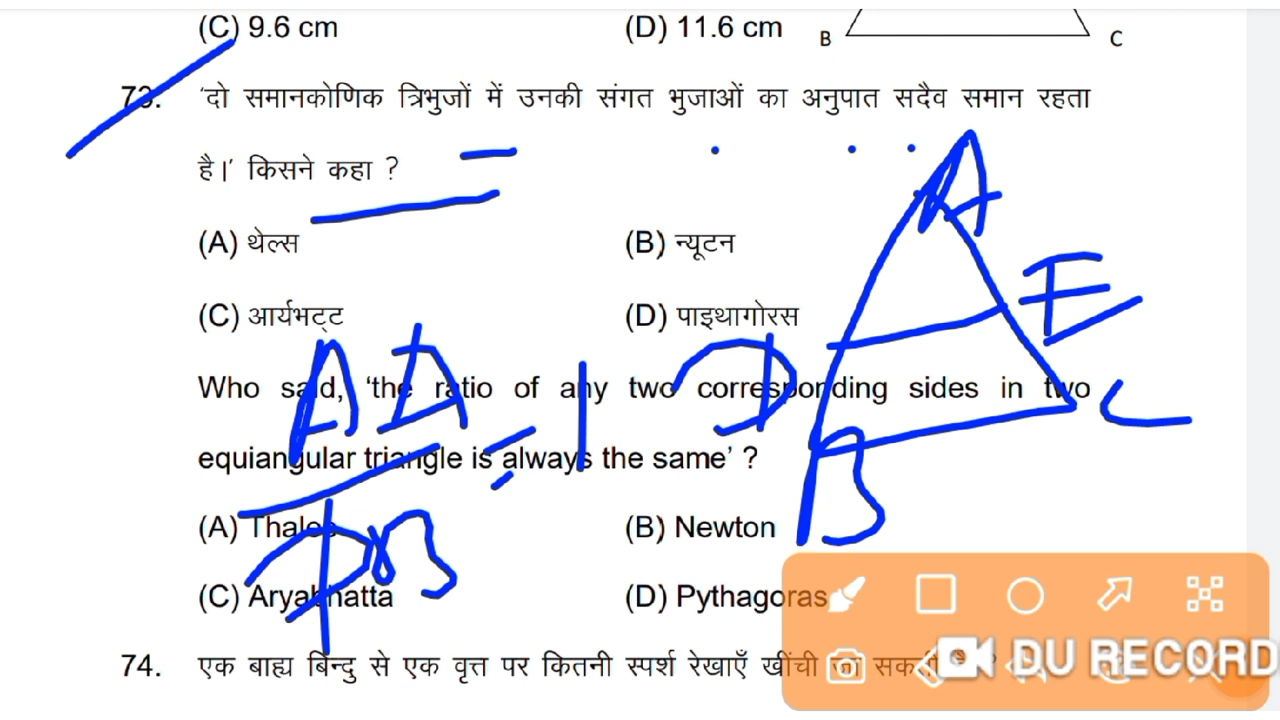 (C) 9.6 cm (D) 11.6 cm B C
73. 'दो समानकोणिक त्रिभुजों में उनकी संगत भुजाओं का अनुपात सदैव समान रहता
है।' किसने कहा ?
(A) थेल्स (B) न्यूटन
(C) आर्यभट्ट (D) पाइथागोरस
Who said, 'the ratio of any two corresponding sides in two
equiangular triangle is always the same' ?
(A) Thales (B) Newton
(C) Aryabhatta (D) Pythagoras
74. एक बाह्य बिन्दु से एक वृत्त पर कितनी स्पर्श रेखाएँ खींची जा
A
E
D
C
B
AD
DB
=
DU RECORD